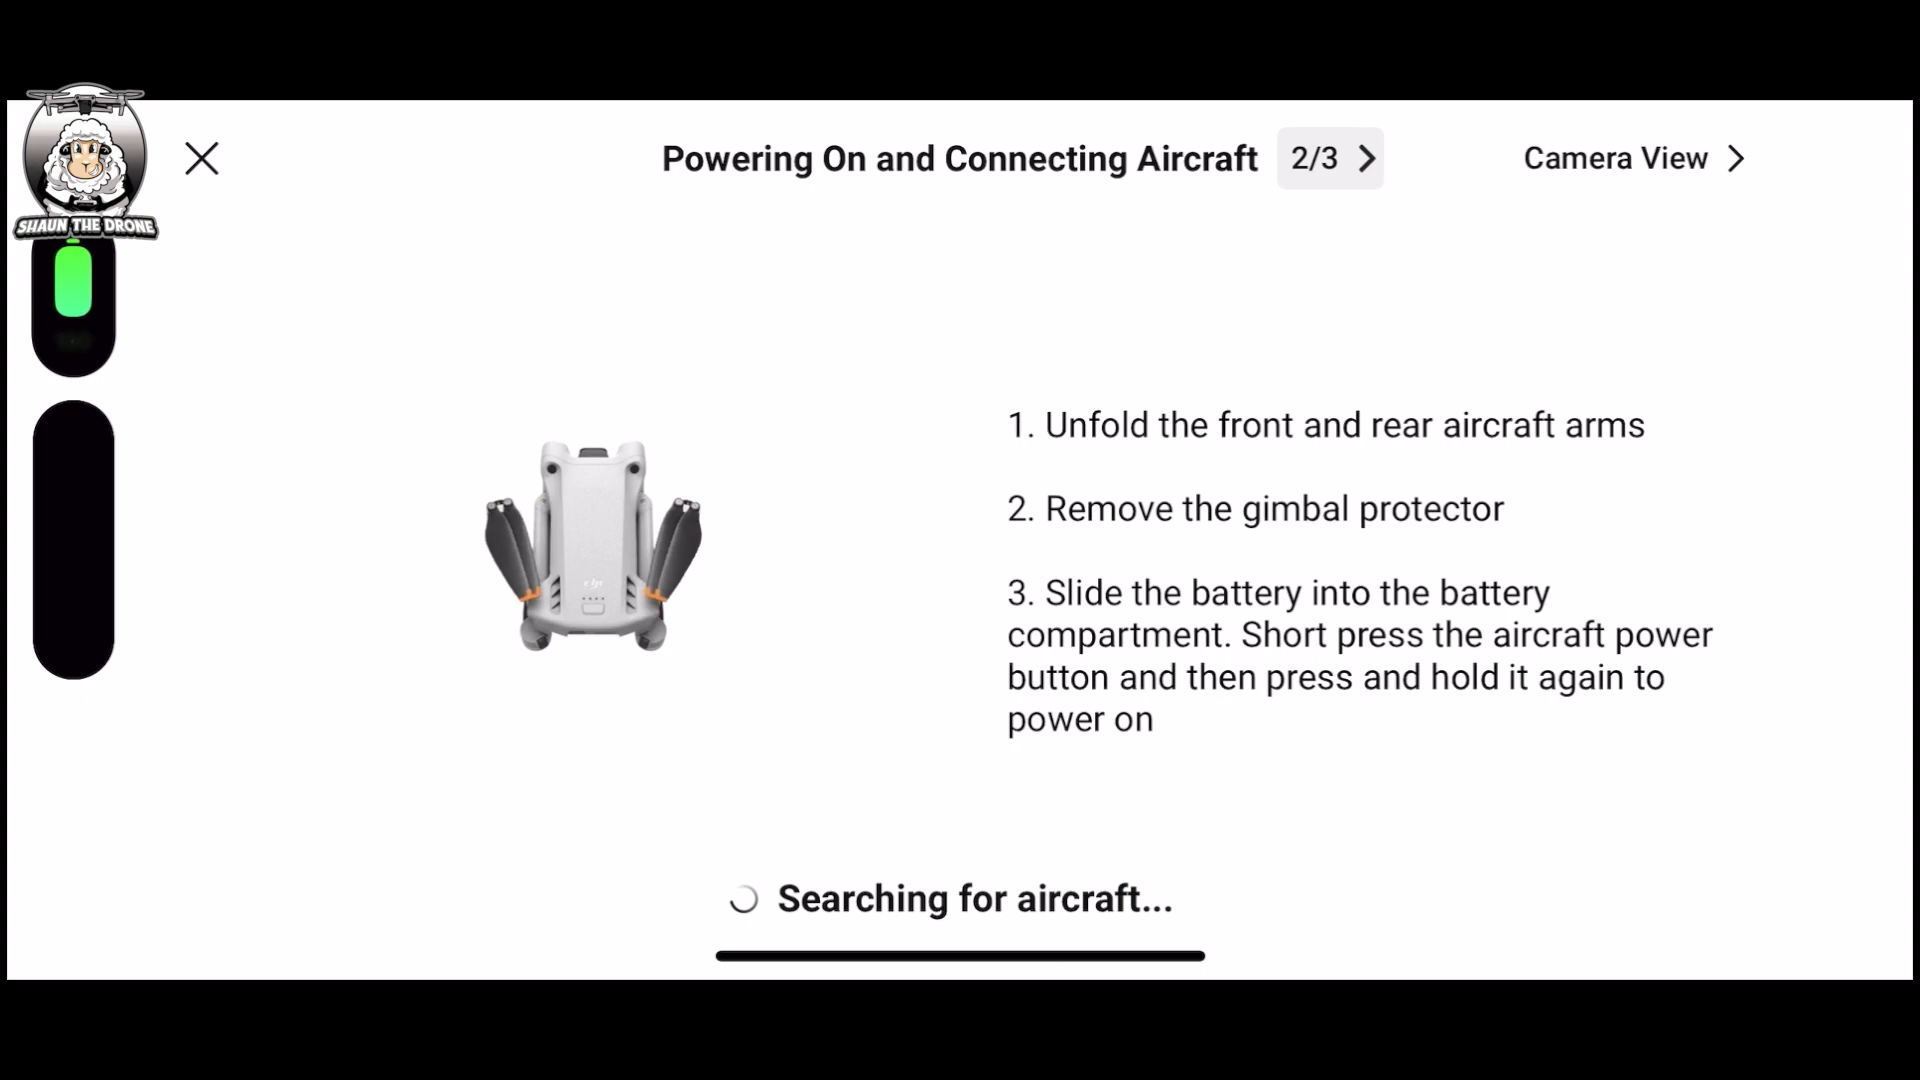 SHAUN THE DRONE
Powering On and Connecting Aircraft
2/3
Camera View
1. Unfold the front and rear aircraft arms
2. Remove the gimbal protector
3. Slide the battery into the battery
compartment. Short press the aircraft power
button and then press and hold it again to
power on
dji
Searching for aircraft...